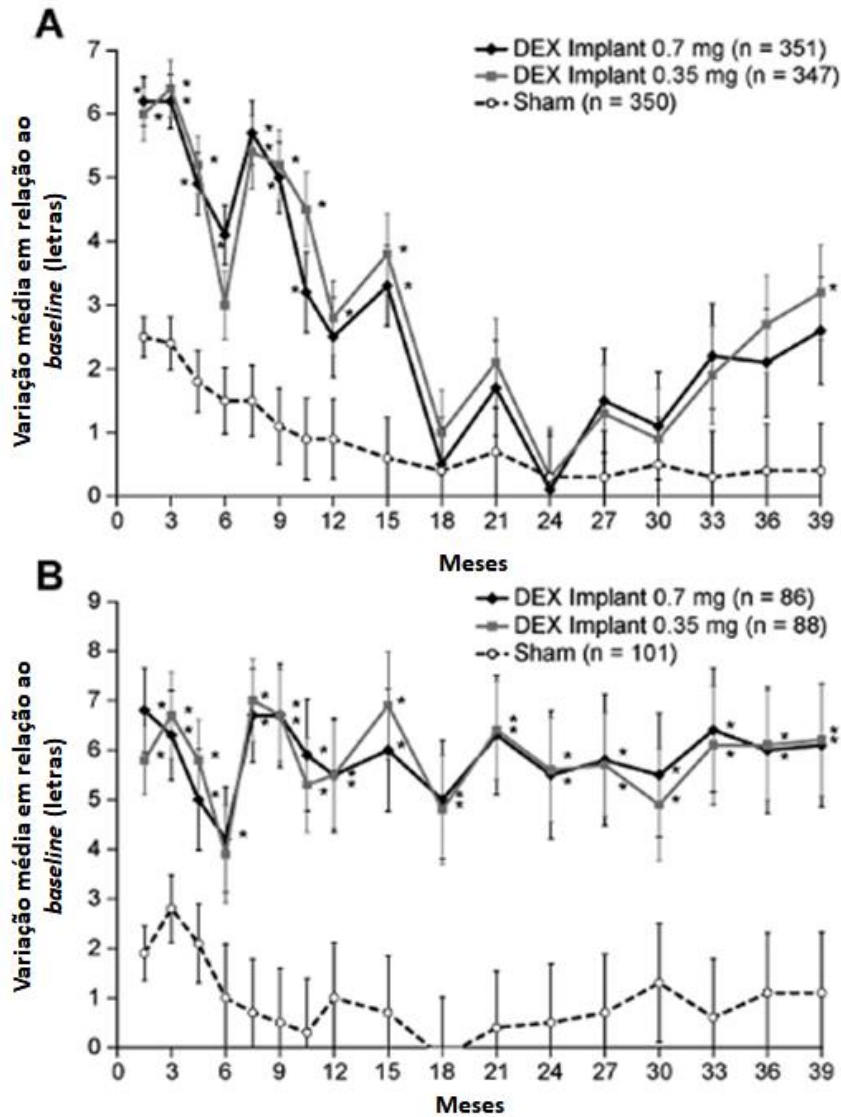 A
DEX Implant 0.7 mg (n = 351)
DEX Implant 0.35 mg (n = 347)
Sham (n = 350)
Variação média em relação ao
baseline (letras)
7
6
5
4
3
2
1
0
0 3 6 9 12 15 18 21 24 27 30 33 36 39
Meses
B
DEX Implant 0.7 mg (n = 86)
DEX Implant 0.35 mg (n = 88)
Sham (n = 101)
Variação média em relação ao
baseline (letras)
9
8
7
6
5
4
3
2
1
0
0 3 6 9 12 15 18 21 24 27 30 33 36 39
Meses